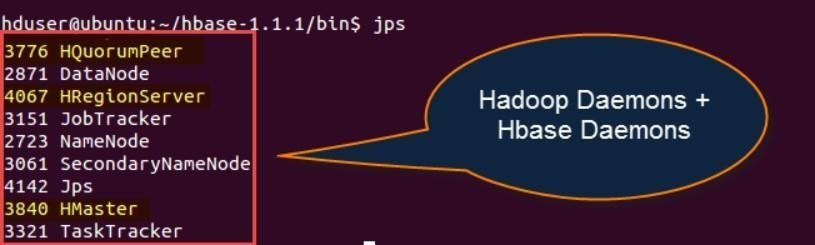 hduser@ubuntu:~/hbase-1.1.1/bin$ jps
3776 HQuorumPeer
2871 DataNode
4067 HRegionServer
3151 JobTracker
2723 NameNode
3061 SecondaryNameNode
4142 Jps
3840 HMaster
3321 TaskTracker
Hadoop Daemons +
Hbase Daemons